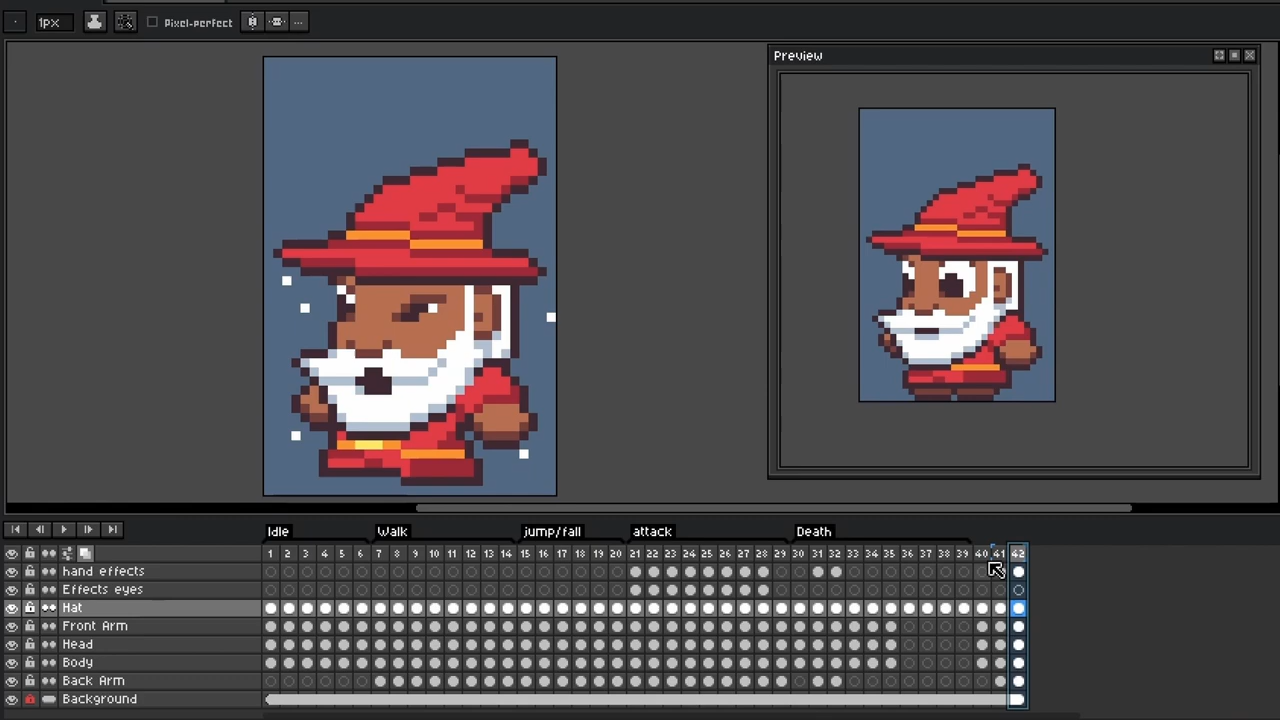 1px Pixel-perfect ...
Preview
Idle Walk jump/fall attack Death
1 2 3 4 5 6 7 8 9 10 11 12 13 14 15 16 17 18 19 20 21 22 23 24 25 26 27 28 29 30 31 32 33 34 35 36 37 38 39 40 41 42
hand effects
Effects eyes
Hat
Front Arm
Head
Body
Back Arm
Background